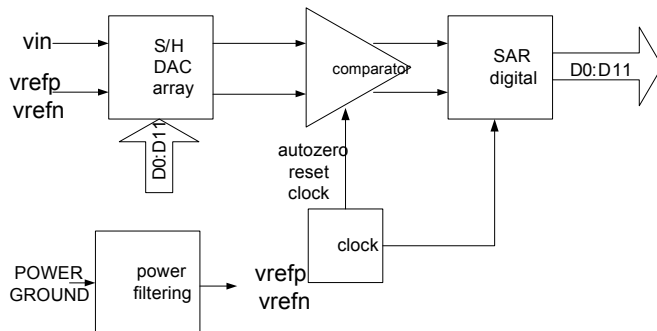 vin
vrefp
vrefn
S/H
DAC
array
D0:D11
comparator
SAR
digital
D0:D11
autozero
reset
clock
clock
POWER
GROUND
power
filtering
vrefp
vrefn